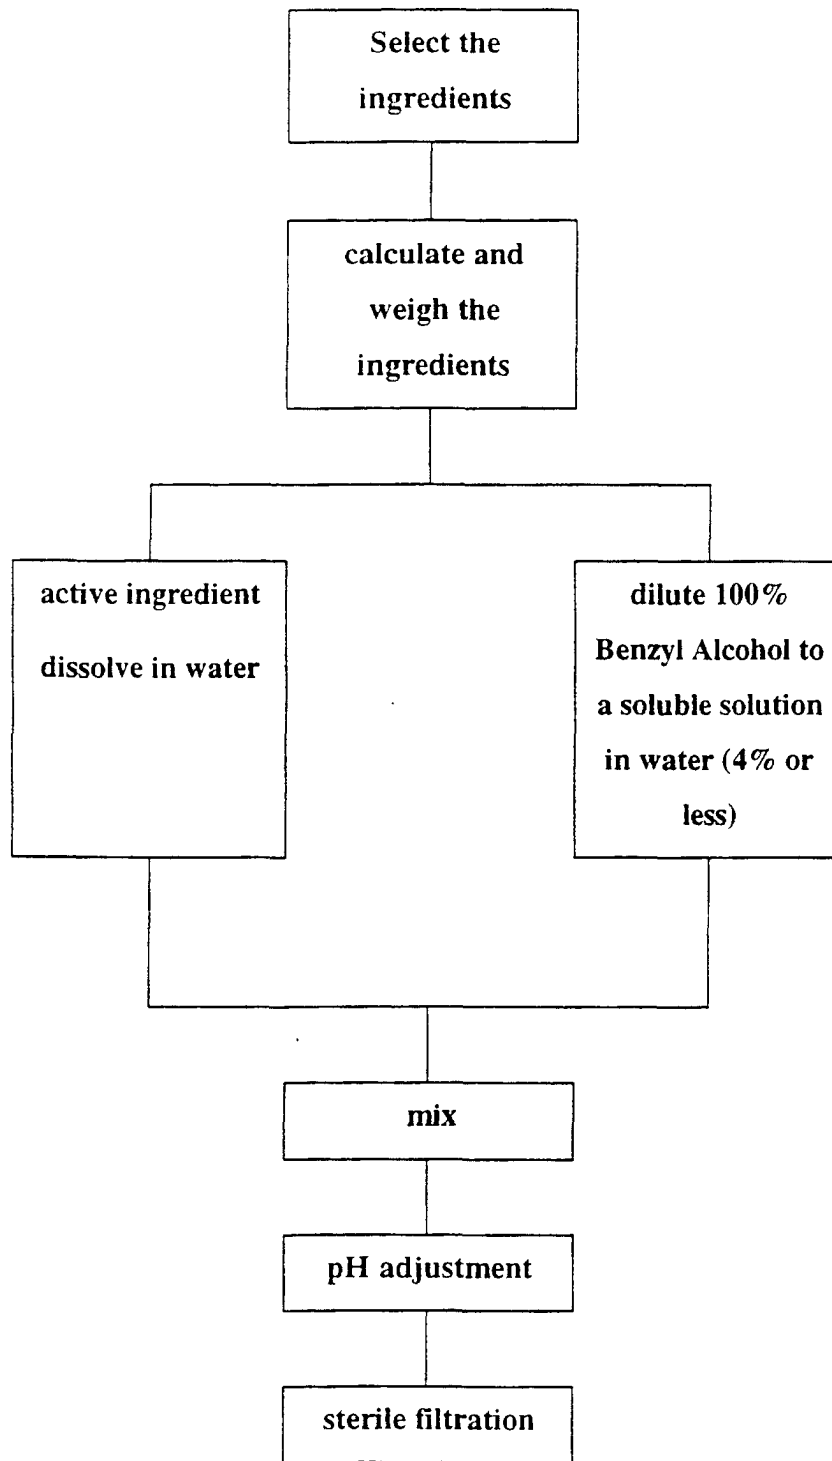 Select the
ingredients
calculate and
weigh the
ingredients
active ingredient
dissolve in water
dilute 100%
Benzyl Alcohol to
a soluble solution
in water (4% or
less)
mix
pH adjustment
sterile filtration